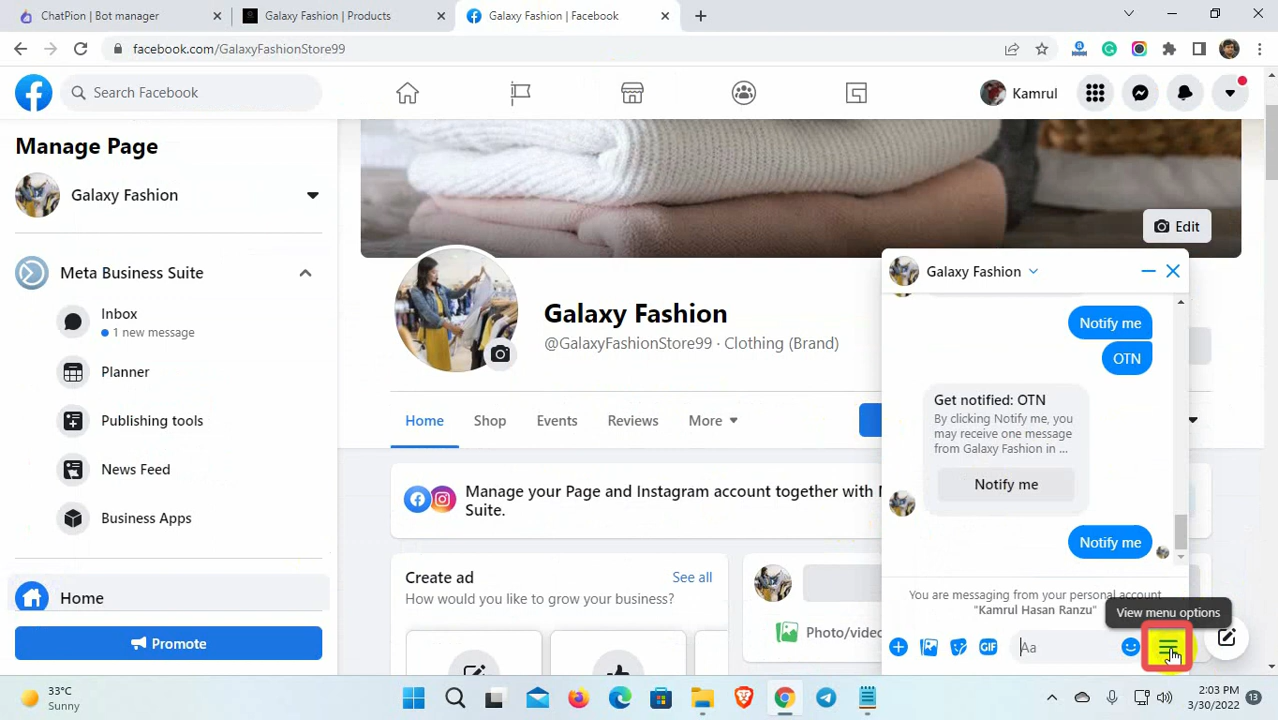 ChatPion | Bot manager
Galaxy Fashion | Products
Galaxy Fashion | Facebook
facebook.com/GalaxyFashionStore99
Search Facebook
Kamrul
Manage Page
Galaxy Fashion
Meta Business Suite
Inbox
1 new message
Planner
Publishing tools
News Feed
Business Apps
Home
Promote
Edit
Galaxy Fashion
@GalaxyFashionStore99 · Clothing (Brand)
Home Shop Events Reviews More
Manage your Page and Instagram account together with M
Suite.
Create ad
See all
How would you like to grow your business?
Photo/video
Galaxy Fashion
Notify me
OTN
Get notified: OTN
By clicking Notify me, you
may receive one message
from Galaxy Fashion in ...
Notify me
Notify me
You are messaging from your personal account
"Kamrul Hasan Ranzu"
View menu options
GIF
Aa
33°C
Sunny
2:03 PM
3/30/2022
13